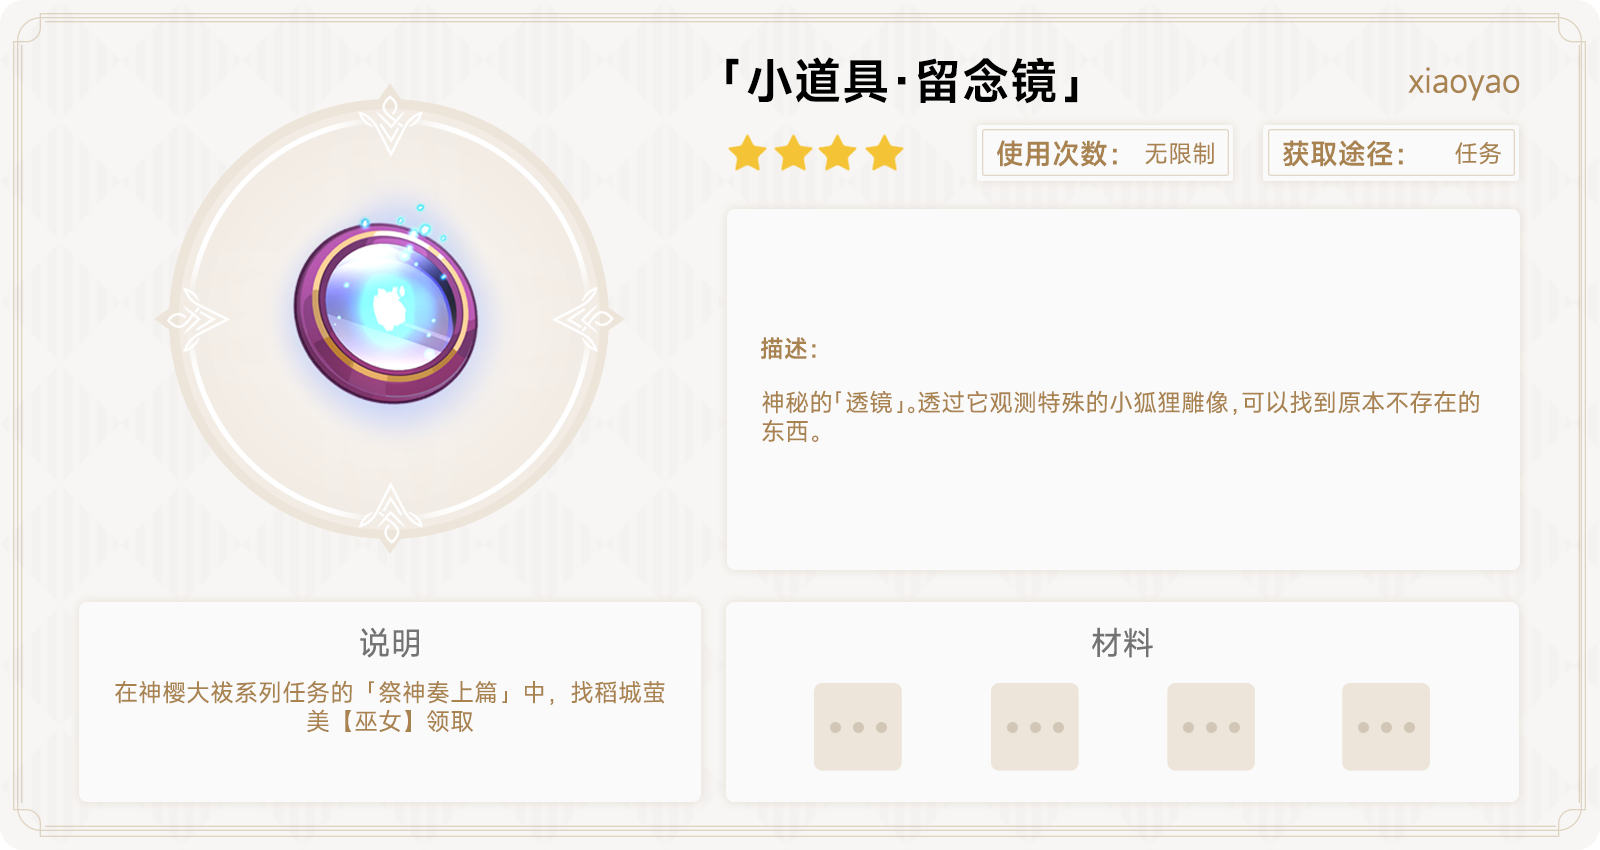 「小道具·留念镜」
xiaoyao
使用次数： 无限制
获取途径： 任务
描述：
神秘的「透镜」。透过它观测特殊的小狐狸雕像,可以找到原本不存在的
东西。
说明
在神樱大祓系列任务的「祭神奏上篇」中，找稻城萤
美【巫女】领取
材料